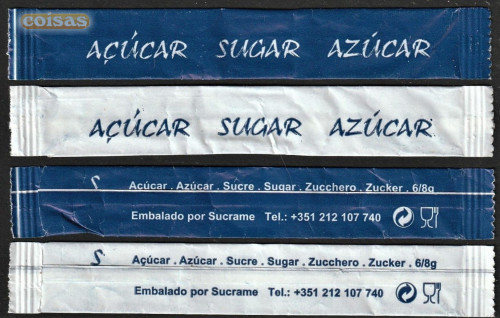 coisas
AÇÚCAR SUGAR AZÚCAR
AÇÚCAR SUGAR AZÚCAR
S Açúcar . Azúcar . Sucre . Sugar . Zucchero . Zucker . 6/8g
Embalado por Sucrame Tel.: +351 212 107 740
S Açúcar . Azúcar . Sucre . Sugar . Zucchero . Zucker . 6/8g
Embalado por Sucrame Tel.: +351 212 107 740